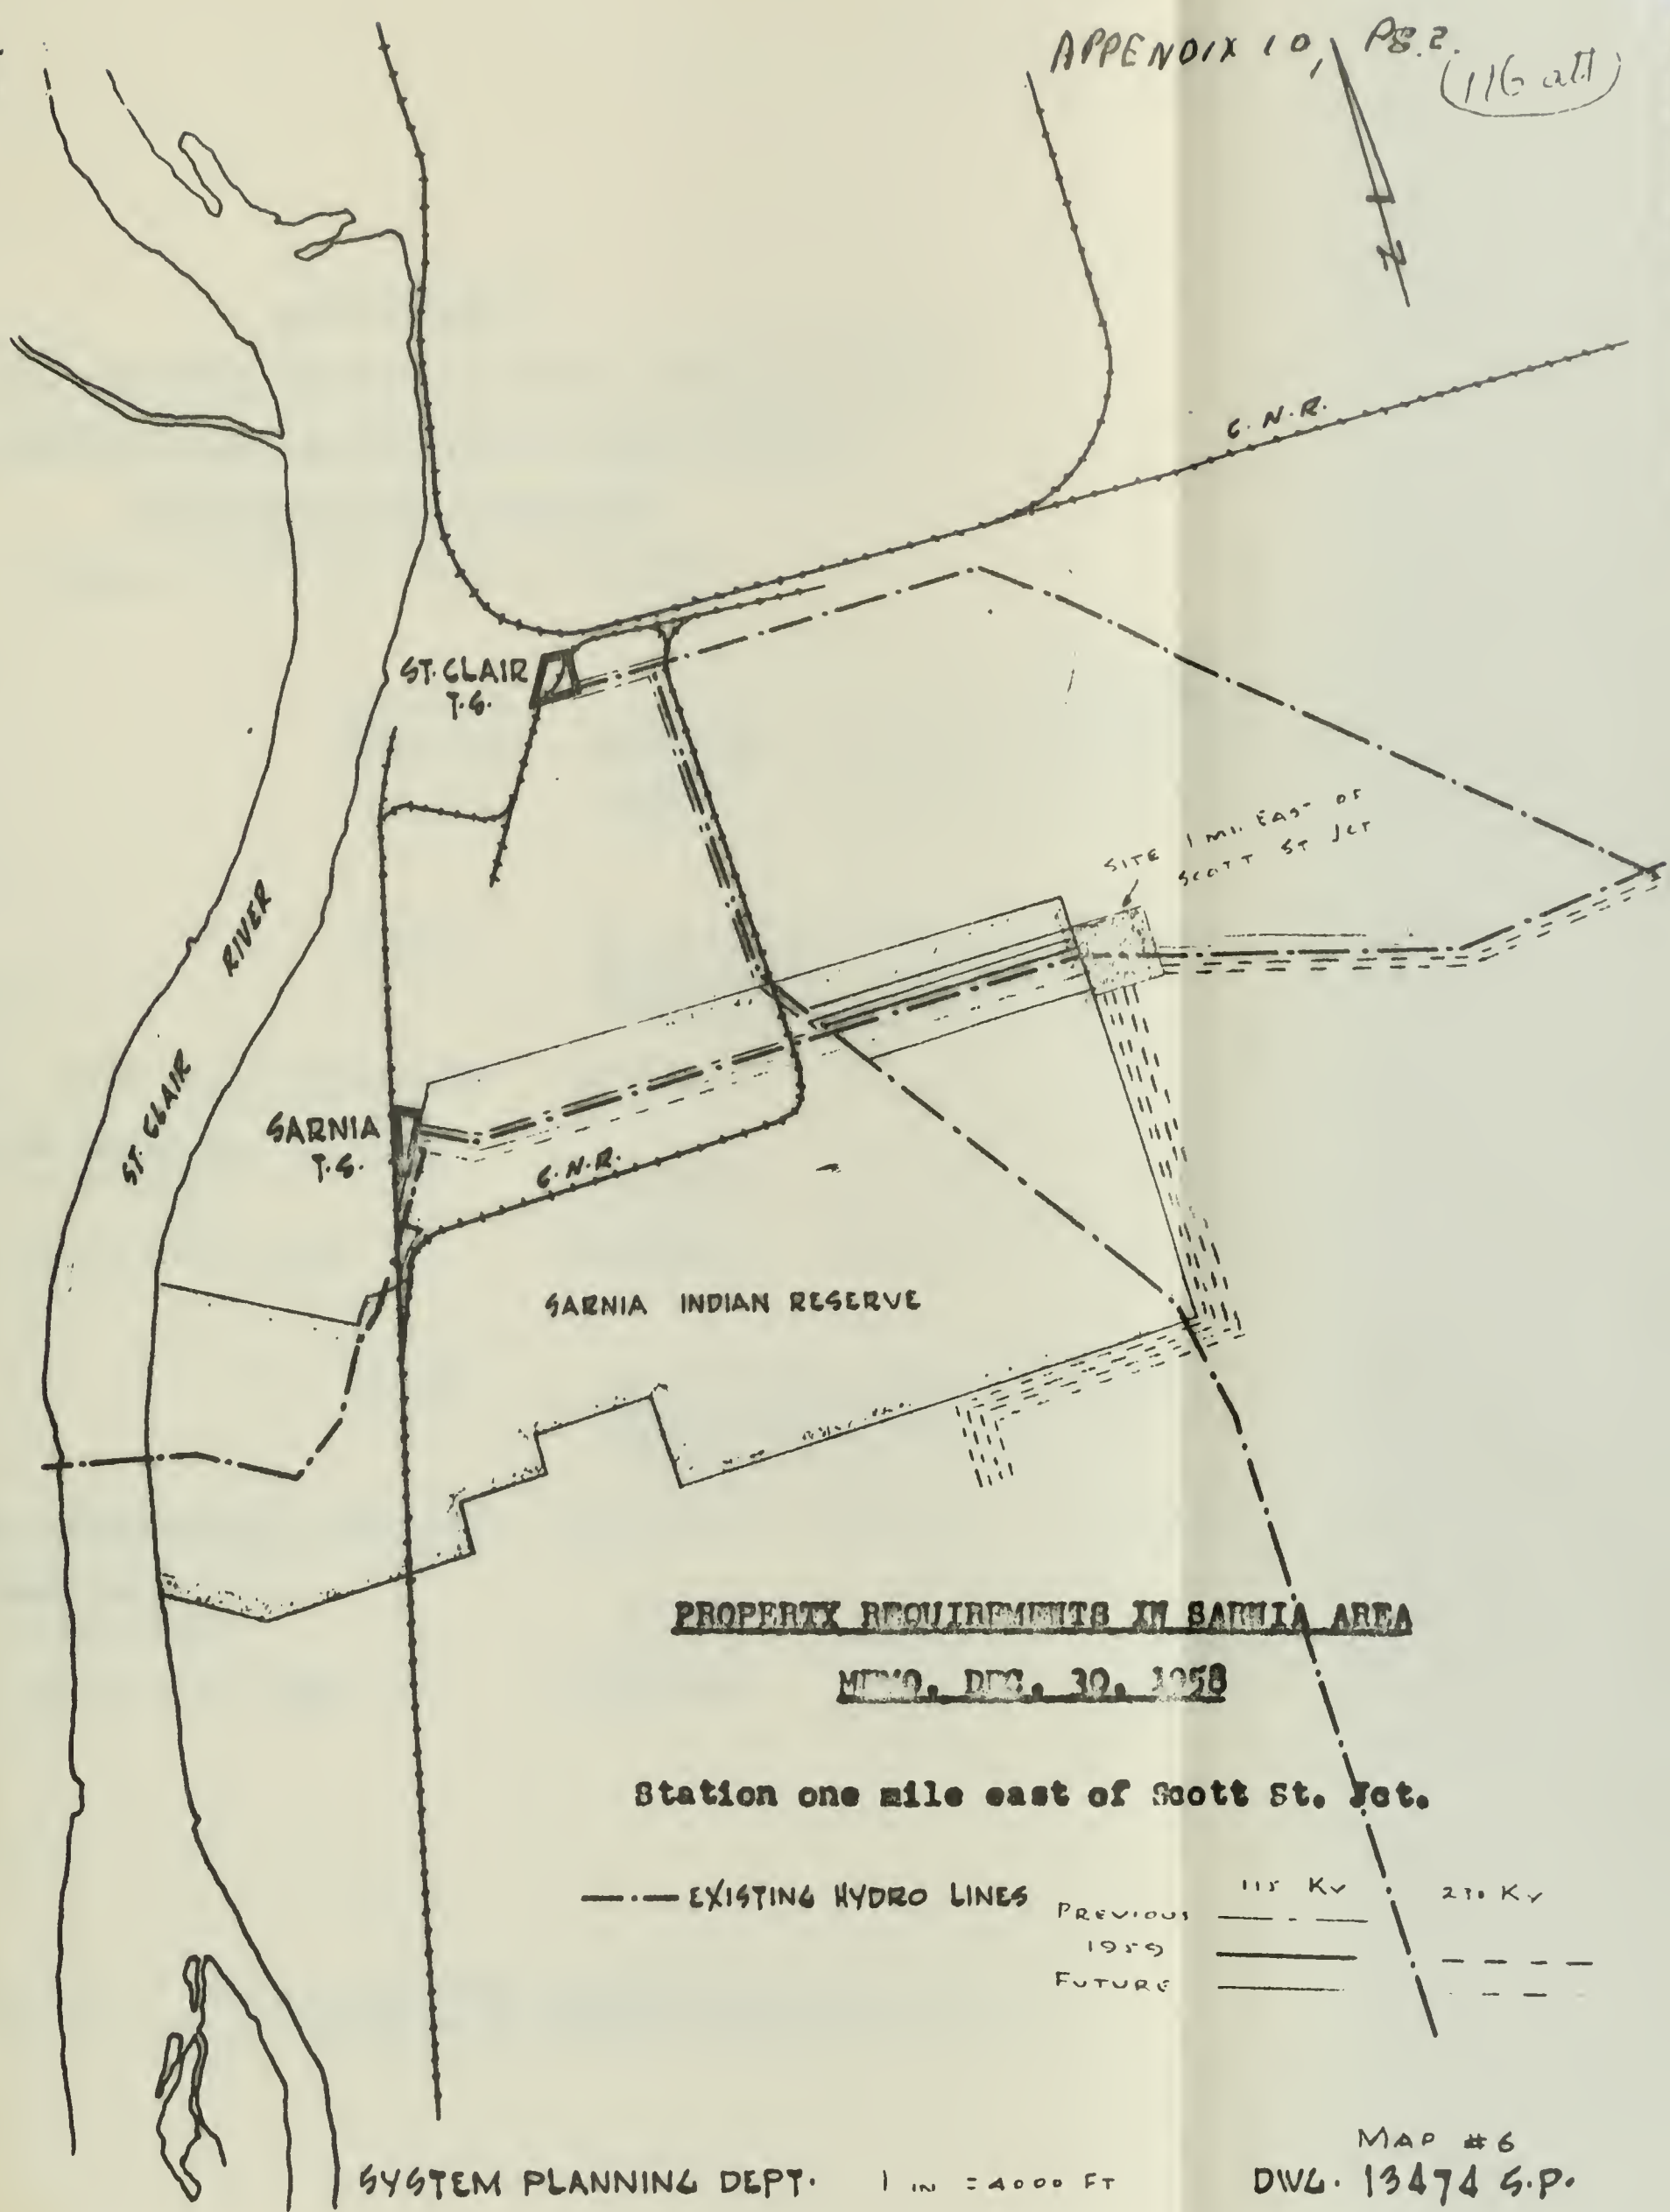 APPENDIX 10, PG. 2.
N
C.N.R.
ST. CLAIR
T.S.
SITE 1 MI. EAST OF
SCOTT ST JCT
RIVER
ST. CLAIR
SARNIA
T.S.
C.N.R.
SARNIA INDIAN RESERVE
PROPERTY REQUIREMENTS IN SARNIA AREA
MEMO. DEC. 30. 1958
Station one mile east of Scott St. Jct.
EXISTING HYDRO LINES
115 KV 230 KV
PREVIOUS
1959
FUTURE
MAP #6
SYSTEM PLANNING DEPT. 1 IN = 4000 FT DWG. 13474 S.P.